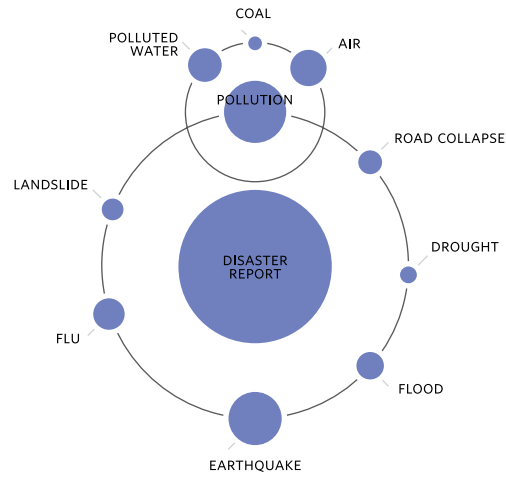 COAL
POLLUTED
WATER
AIR
POLLUTION
ROAD COLLAPSE
LANDSLIDE
DROUGHT
DISASTER
REPORT
FLU
FLOOD
EARTHQUAKE